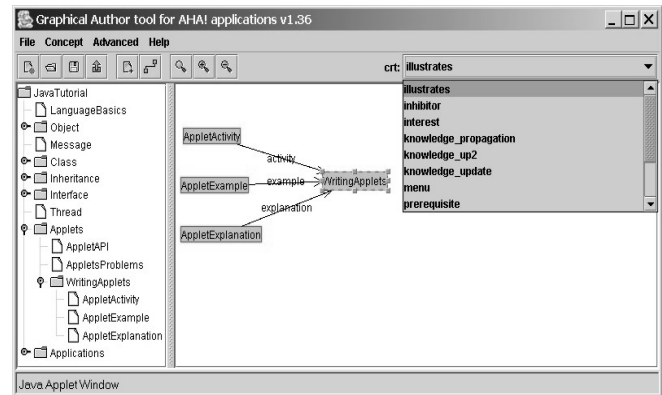 Graphical Author tool for AHA! applications v1.36
File Concept Advanced Help
crt: illustrates
JavaTutorial
LanguageBasics
Object
Message
Class
Inheritance
Interface
Thread
Applets
AppletAPI
AppletsProblems
WritingApplets
AppletActivity
AppletExample
AppletExplanation
Applications
AppletActivity
activity
AppletExample
example
WritingApplets
explanation
AppletExplanation
illustrates
inhibitor
interest
knowledge_propagation
knowledge_up2
knowledge_update
menu
prerequisite
Java Applet Window